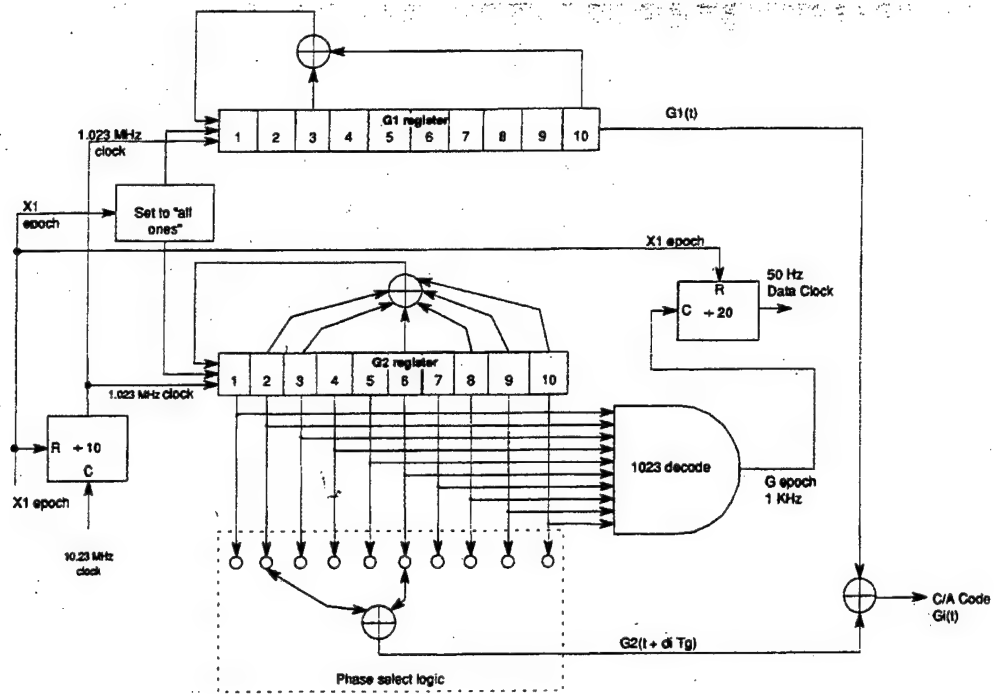 G1 register
1 2 3 4 5 6 7 8 9 10
G1(t)
1.023 MHz
clock
X1
epoch
Set to "all
ones"
X1 epoch
R
C ÷ 20
50 Hz
Data Clock
G2 register
1 2 3 4 5 6 7 8 9 10
1.023 MHz clock
R ÷ 10
C
X1 epoch
10.23 MHz
clock
1023 decode
G epoch
1 KHz
C/A Code
Gi(t)
G2(t + di Tg)
Phase select logic